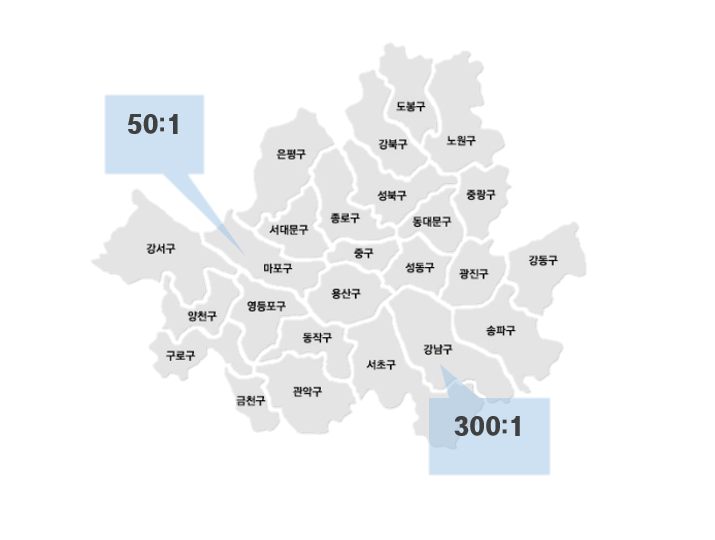 도봉구
50:1
노원구
강북구
은평구
성북구
중랑구
종로구
동대문구
서대문구
강서구
중구
강동구
마포구
성동구
광진구
용산구
영등포구
양천구
송파구
동작구
강남구
구로구
서초구
관악구
금천구
300:1